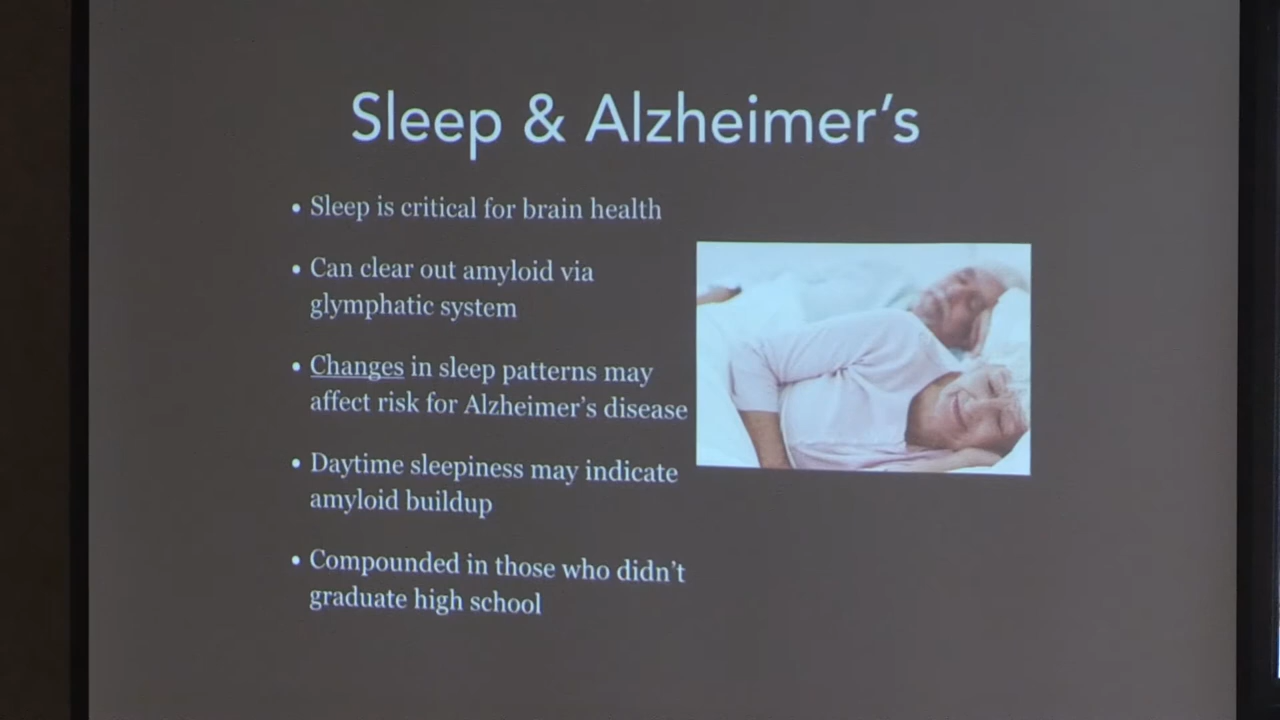 Sleep & Alzheimer’s
• Sleep is critical for brain health
• Can clear out amyloid via
glymphatic system
• Changes in sleep patterns may
affect risk for Alzheimer’s disease
• Daytime sleepiness may indicate
amyloid buildup
• Compounded in those who didn’t
graduate high school